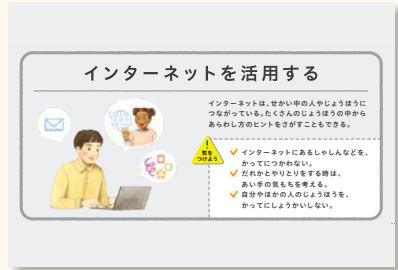 インターネットを活用する
インターネットは、せかい中の人やじょうほうに
つながっている。たくさんのじょうほうの中から
あらわし方のヒントをさがすこともできる。
!
気を
つけよう
インターネットにあるしゃしんなどを、
かってにつかわない。
だれかとやりとりをする時は、
あい手の気もちを考える。
自分やほかの人のじょうほうを、
かってにしょうかいしない。